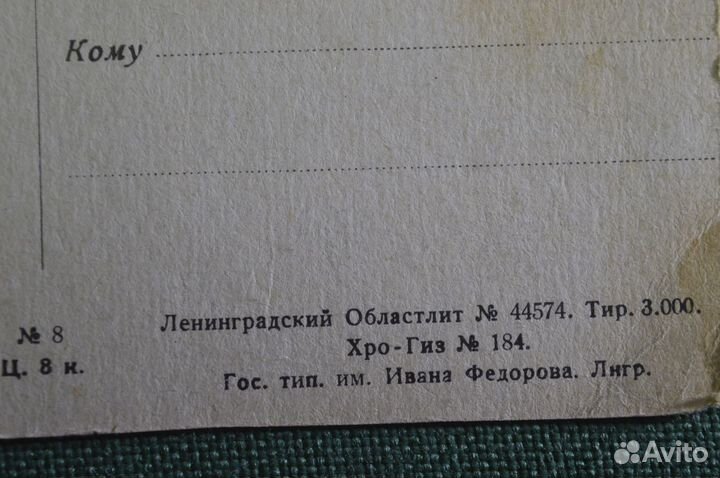 Кому
№ 8
Ц. 8 к.
Ленинградский Областлит № 44574. Тир. 3.000.
Хро-Гиз № 184.
Гос. тип. им. Ивана Федорова. Лнгр.
Avito